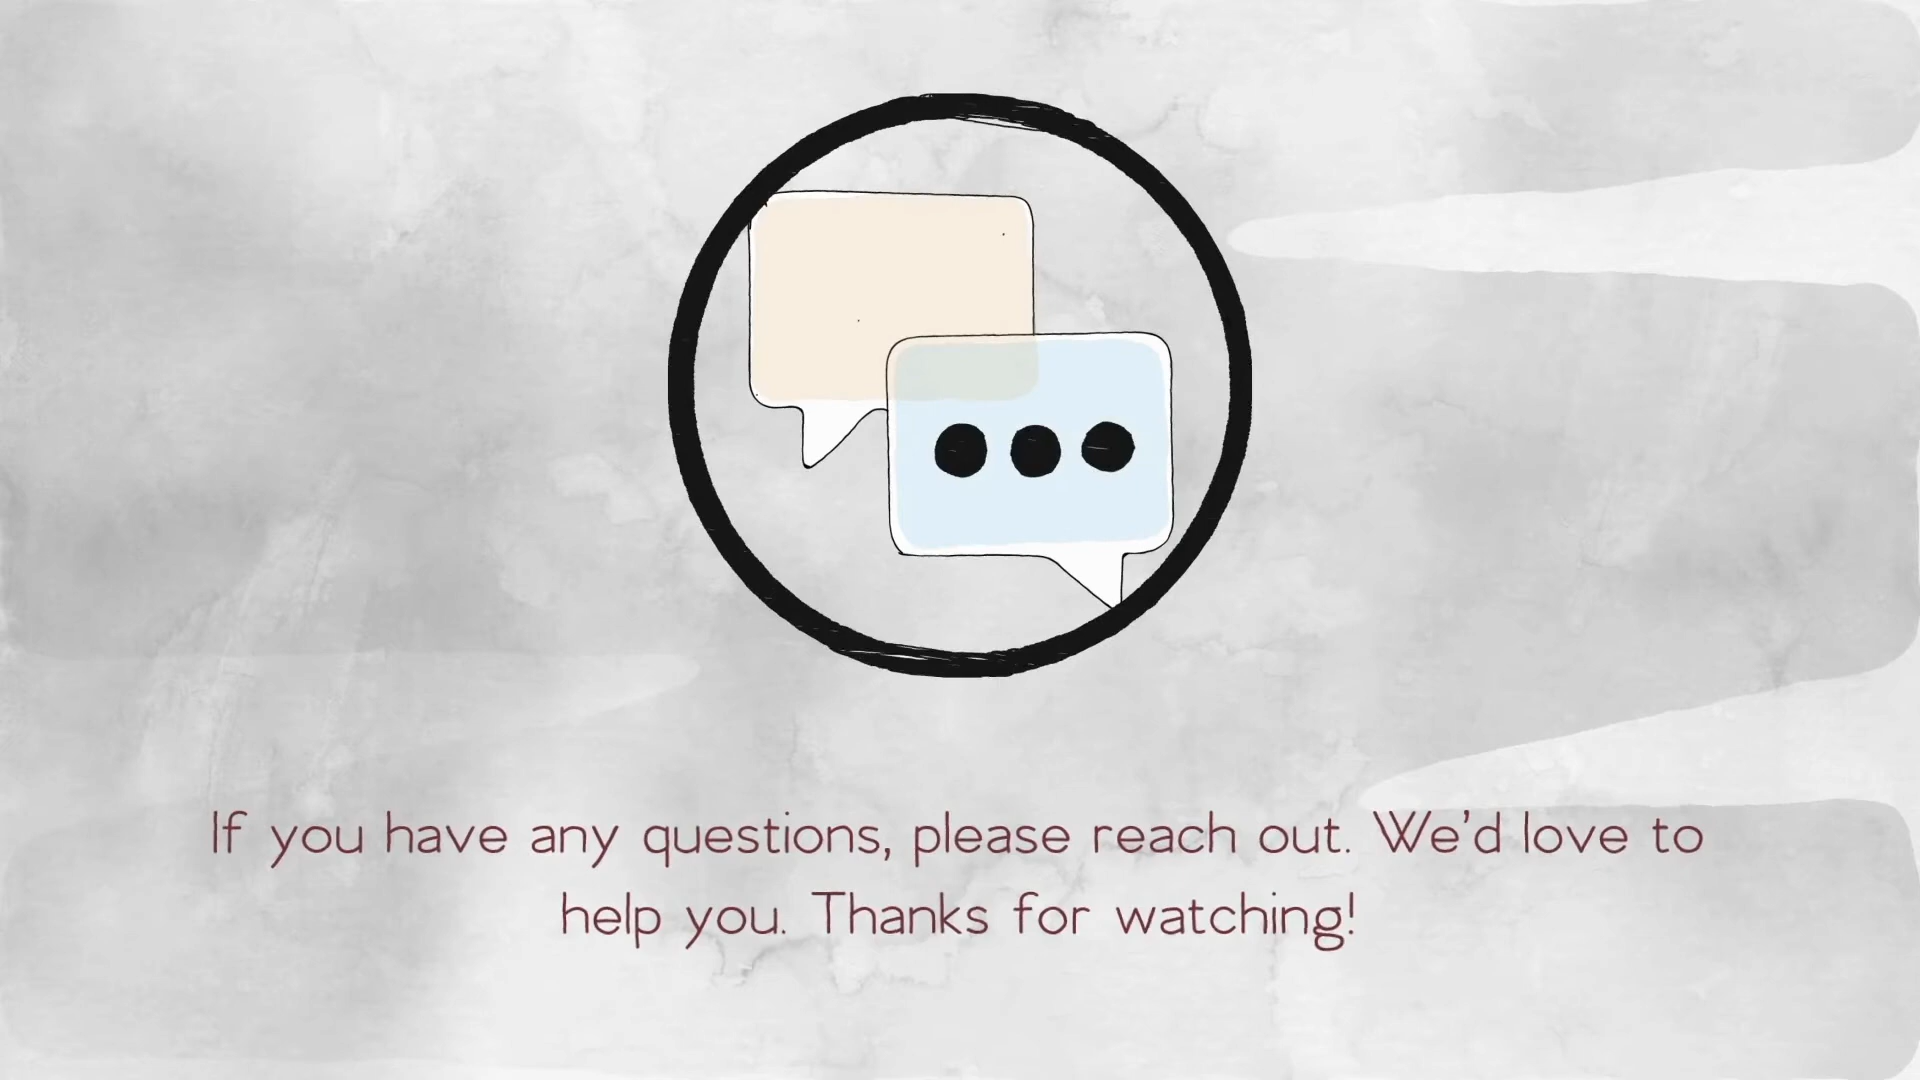 If you have any questions, please reach out. We'd love to
help you. Thanks for watching!